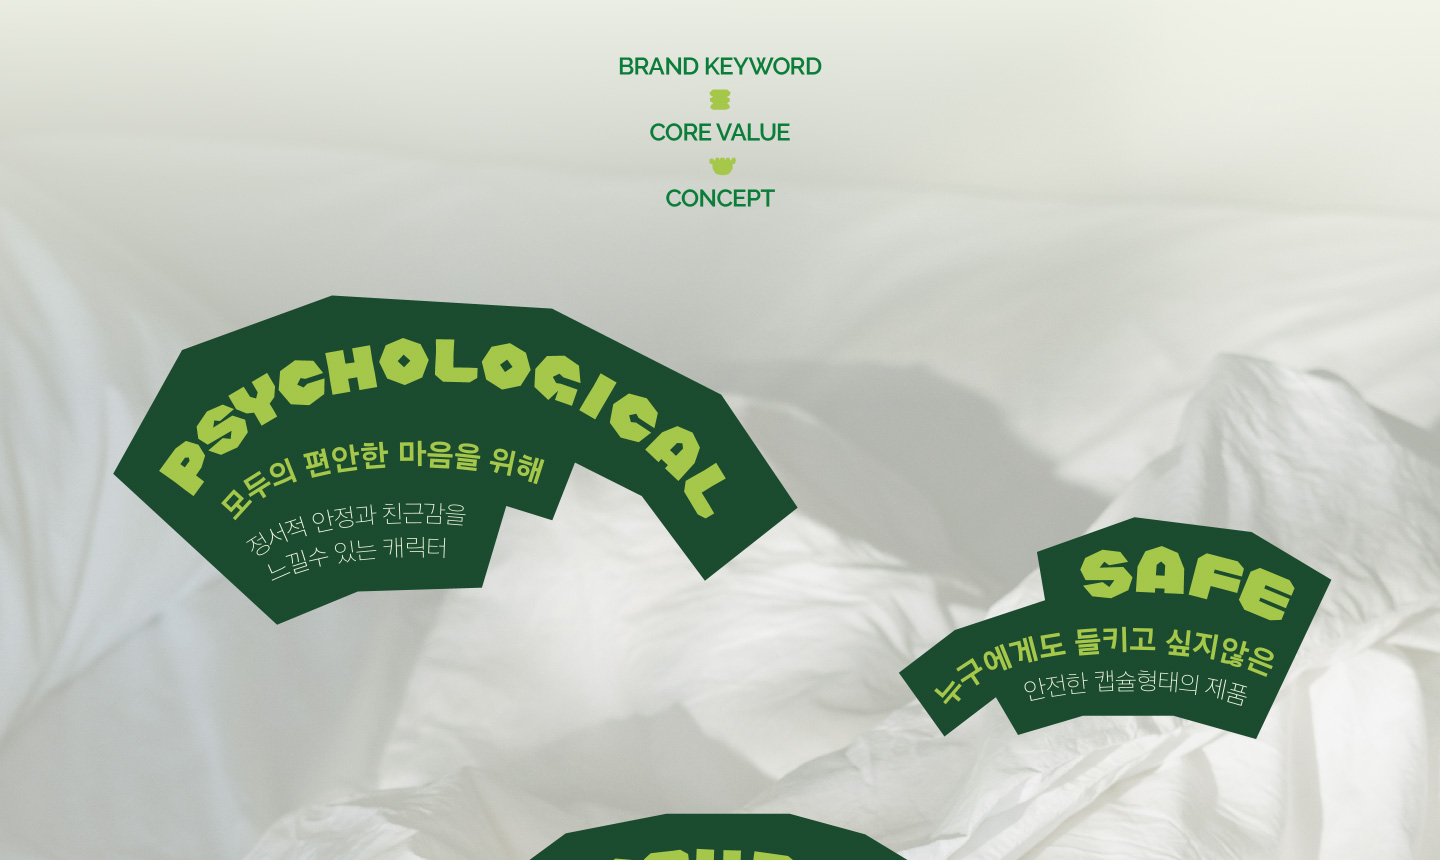 BRAND KEYWORD
CORE VALUE
CONCEPT
PSYCHOLOGICAL
모두의 편안한 마음을 위해
정서적 안정과 친근감을
느낄수 있는 캐릭터
SAFE
누구에게도 들키고 싶지않은
안전한 캡슐형태의 제품